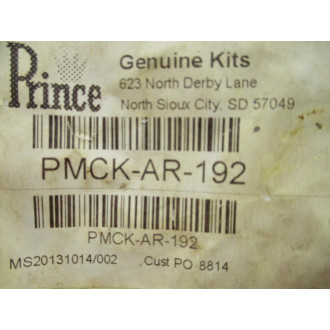 Prince
Genuine Kits
623 North Derby Lane
North Sioux City, SD 57049
PMCK-AR-192
PMCK-AR-192
MS20131014/002
Cust PO 8814